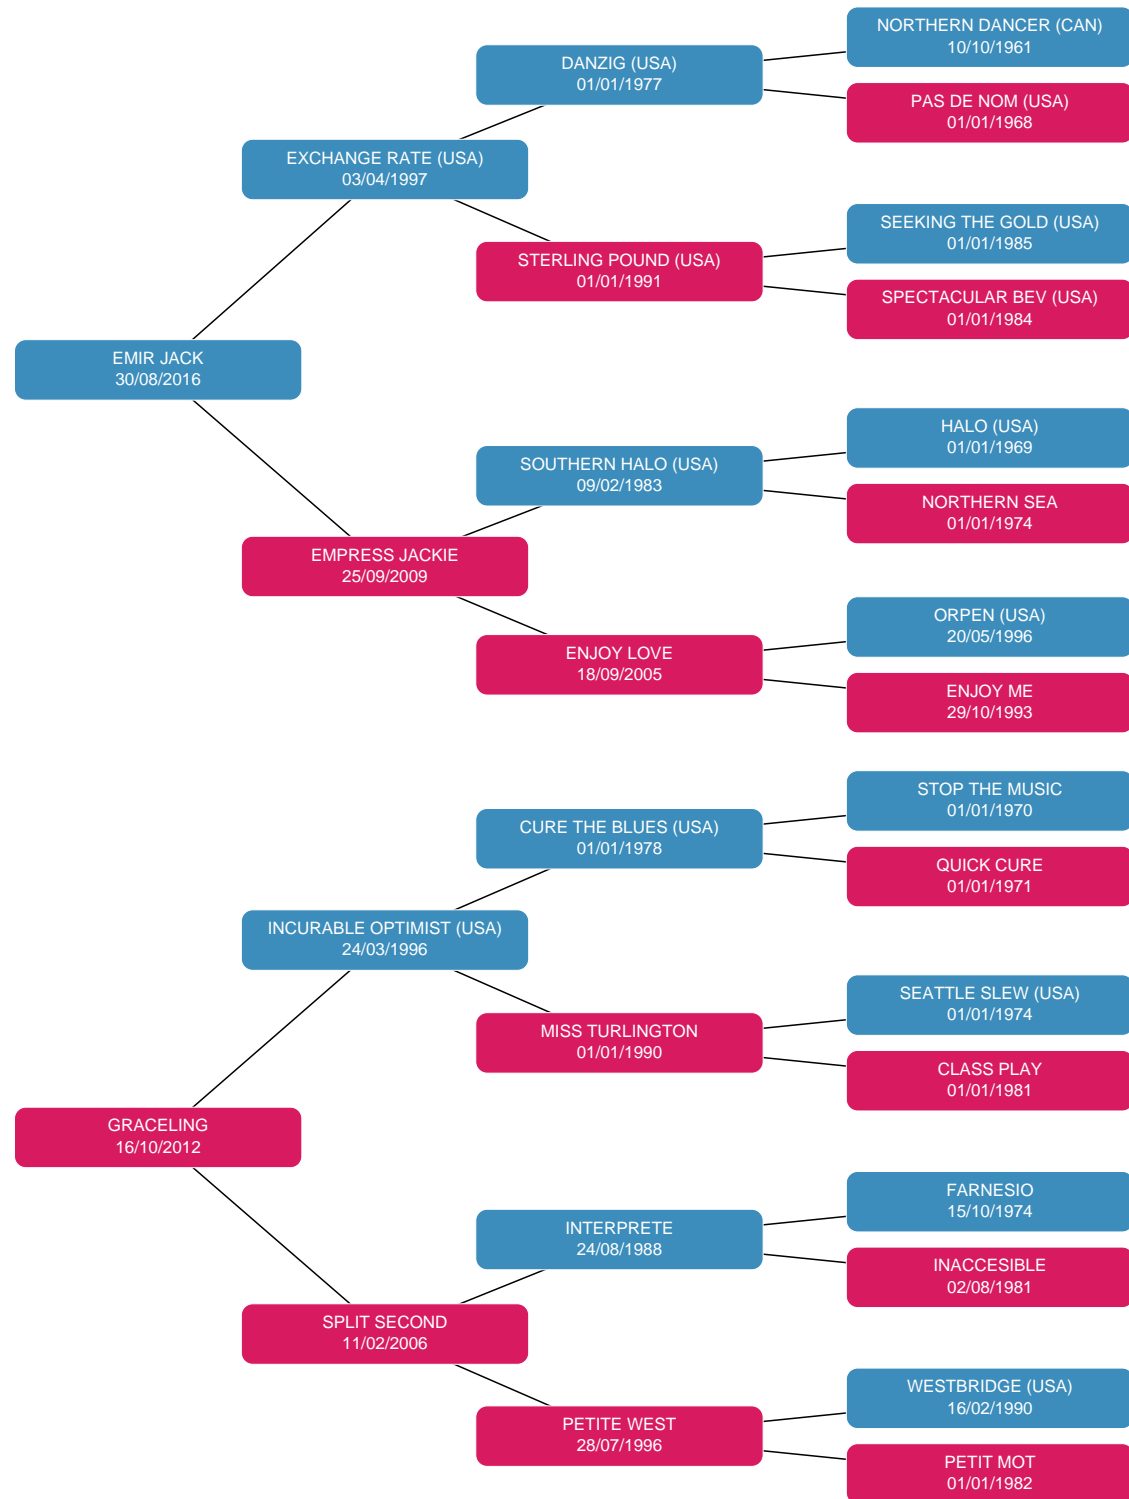 NORTHERN DANCER (CAN)
10/10/1961
DANZIG (USA)
01/01/1977
PAS DE NOM (USA)
01/01/1968
EXCHANGE RATE (USA)
03/04/1997
SEEKING THE GOLD (USA)
01/01/1985
STERLING POUND (USA)
01/01/1991
SPECTACULAR BEV (USA)
01/01/1984
EMIR JACK
30/08/2016
HALO (USA)
01/01/1969
SOUTHERN HALO (USA)
09/02/1983
NORTHERN SEA
01/01/1974
EMPRESS JACKIE
25/09/2009
ORPEN (USA)
20/05/1996
ENJOY LOVE
18/09/2005
ENJOY ME
29/10/1993
STOP THE MUSIC
01/01/1970
CURE THE BLUES (USA)
01/01/1978
QUICK CURE
01/01/1971
INCURABLE OPTIMIST (USA)
24/03/1996
SEATTLE SLEW (USA)
01/01/1974
MISS TURLINGTON
01/01/1990
CLASS PLAY
01/01/1981
GRACELING
16/10/2012
FARNESIO
15/10/1974
INTERPRETE
24/08/1988
INACCESIBLE
02/08/1981
SPLIT SECOND
11/02/2006
WESTBRIDGE (USA)
16/02/1990
PETITE WEST
28/07/1996
PETIT MOT
01/01/1982